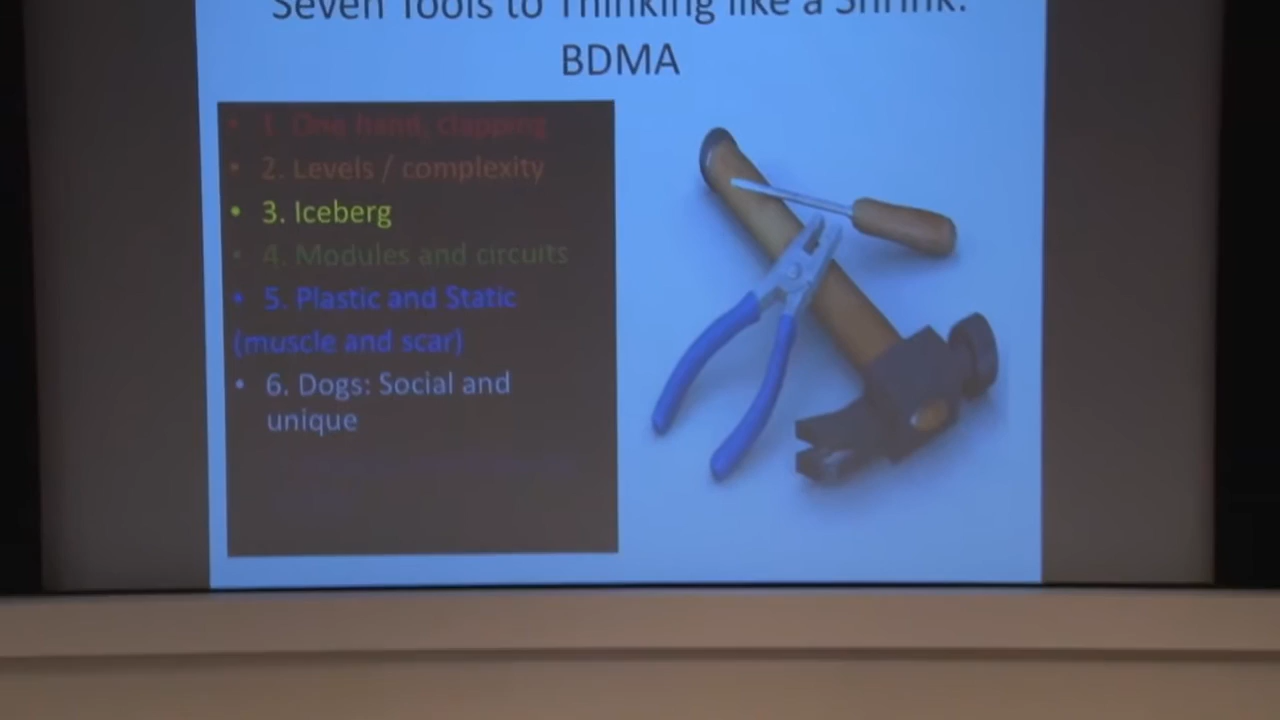 Seven Tools to Thinking like a Shrink:
BDMA
• 1. One hand, clapping
• 2. Levels / complexity
• 3. Iceberg
• 4. Modules and circuits
• 5. Plastic and Static
(muscle and scar)
• 6. Dogs: Social and
unique